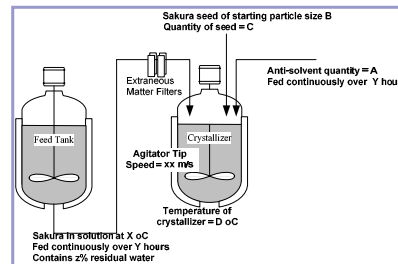 Sakura seed of starting particle size B
Quantity of seed = C
Extraneous
Matter Filters
Anti-solvent quantity = A
Fed continuously over Y hou
Feed Tank
Crystallizer
Agitator Tip
Speed = xx m/s
Temperature of
crystallizer = D oC
Sakura in solution at X oC
Fed continuously over Y hours
Contains z% residual water